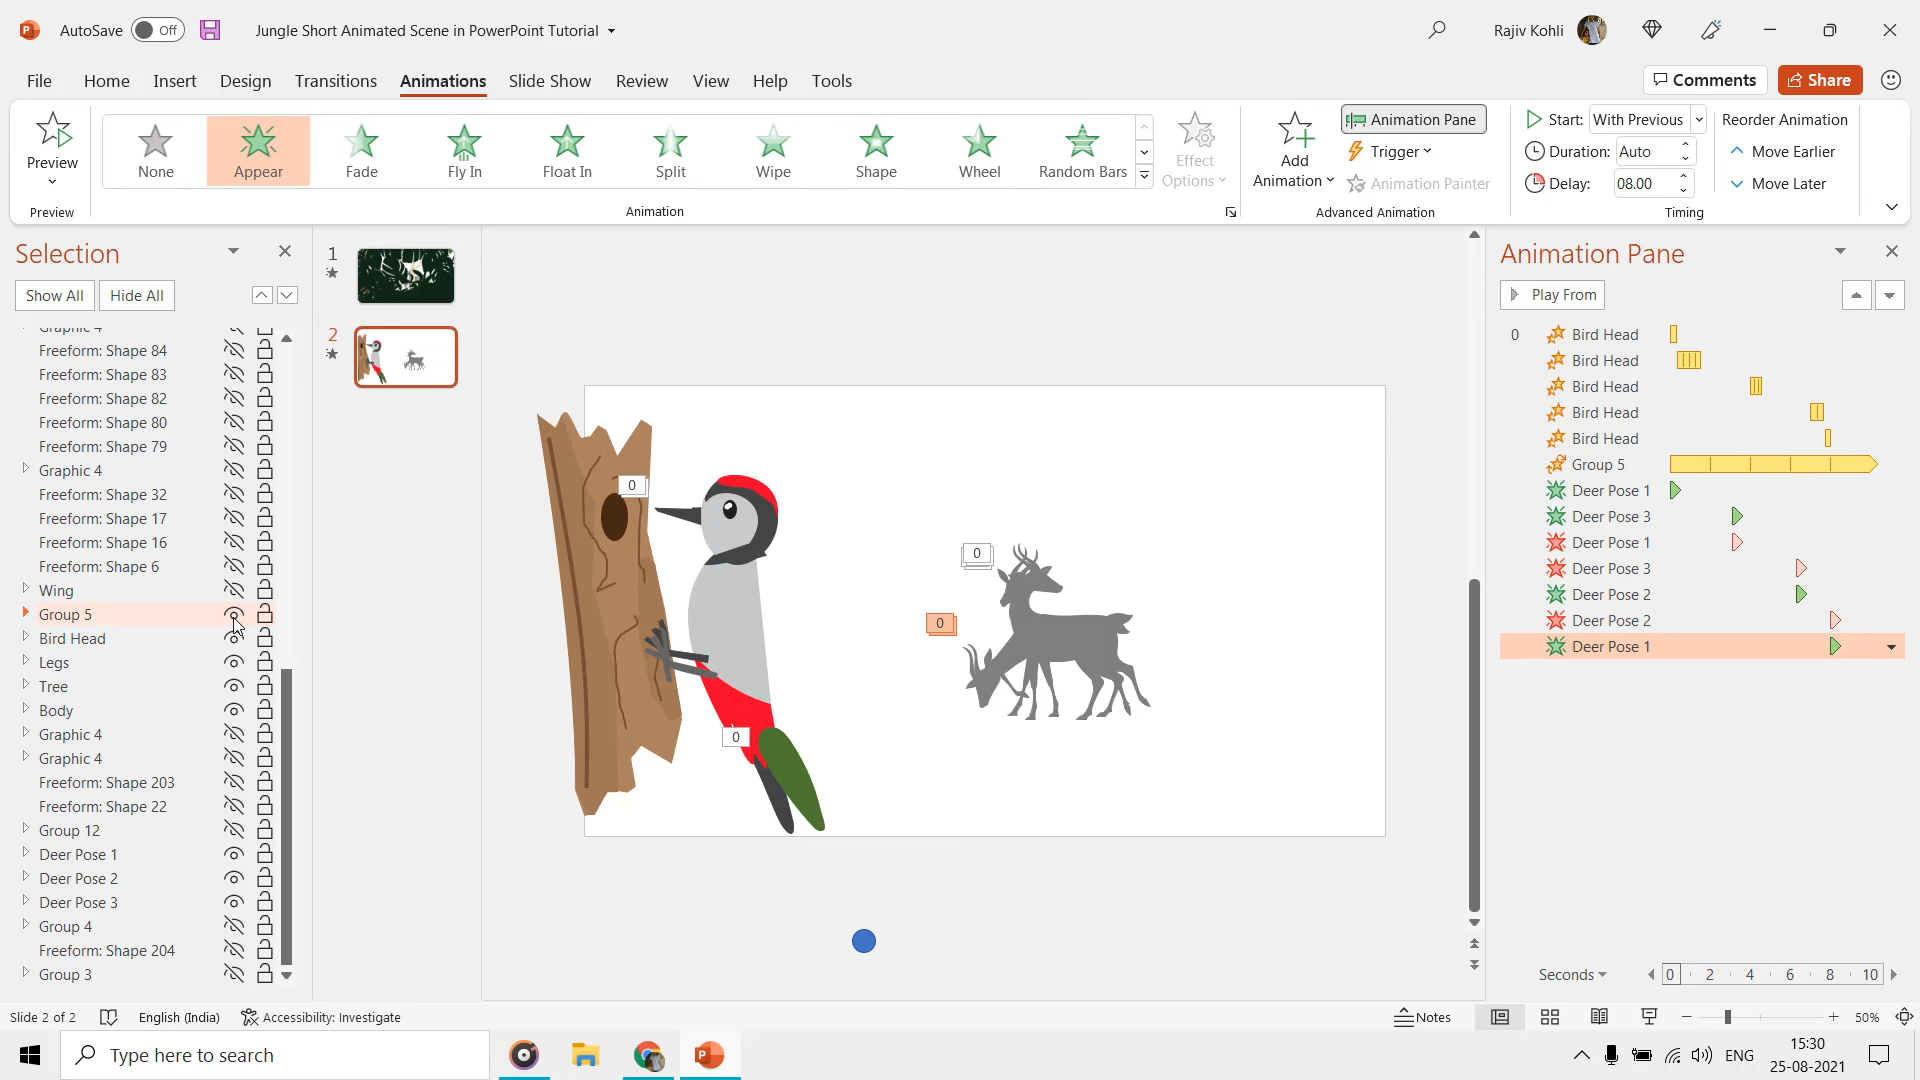 AutoSave Off Jungle Short Animated Scene in PowerPoint Tutorial Rajiv Kohli
File Home Insert Design Transitions Animations Slide Show Review View Help Tools Comments Share
Preview
Preview
None Appear Fade Fly In Float In Split Wipe Shape Wheel Random Bars
Animation
Effect
Options
Add
Animation
Animation Pane
Trigger
Animation Painter
Advanced Animation
Start: With Previous
Duration: Auto
Delay: 08.00
Reorder Animation
Move Earlier
Move Later
Timing
Selection
Show All Hide All
Graphic 4
Freeform: Shape 84
Freeform: Shape 83
Freeform: Shape 82
Freeform: Shape 80
Freeform: Shape 79
Graphic 4
Freeform: Shape 32
Freeform: Shape 17
Freeform: Shape 16
Freeform: Shape 6
Wing
Group 5
Bird Head
Legs
Tree
Body
Graphic 4
Graphic 4
Freeform: Shape 203
Freeform: Shape 22
Group 12
Deer Pose 1
Deer Pose 2
Deer Pose 3
Group 4
Freeform: Shape 204
Group 3
1
2
0
0
0
0
Animation Pane
Play From
0 Bird Head
Bird Head
Bird Head
Bird Head
Bird Head
Group 5
Deer Pose 1
Deer Pose 3
Deer Pose 1
Deer Pose 3
Deer Pose 2
Deer Pose 2
Deer Pose 1
Seconds 0 2 4 6 8 10
Slide 2 of 2 English (India) Accessibility: Investigate Notes 50%
Type here to search
ENG
15:30
25-08-2021